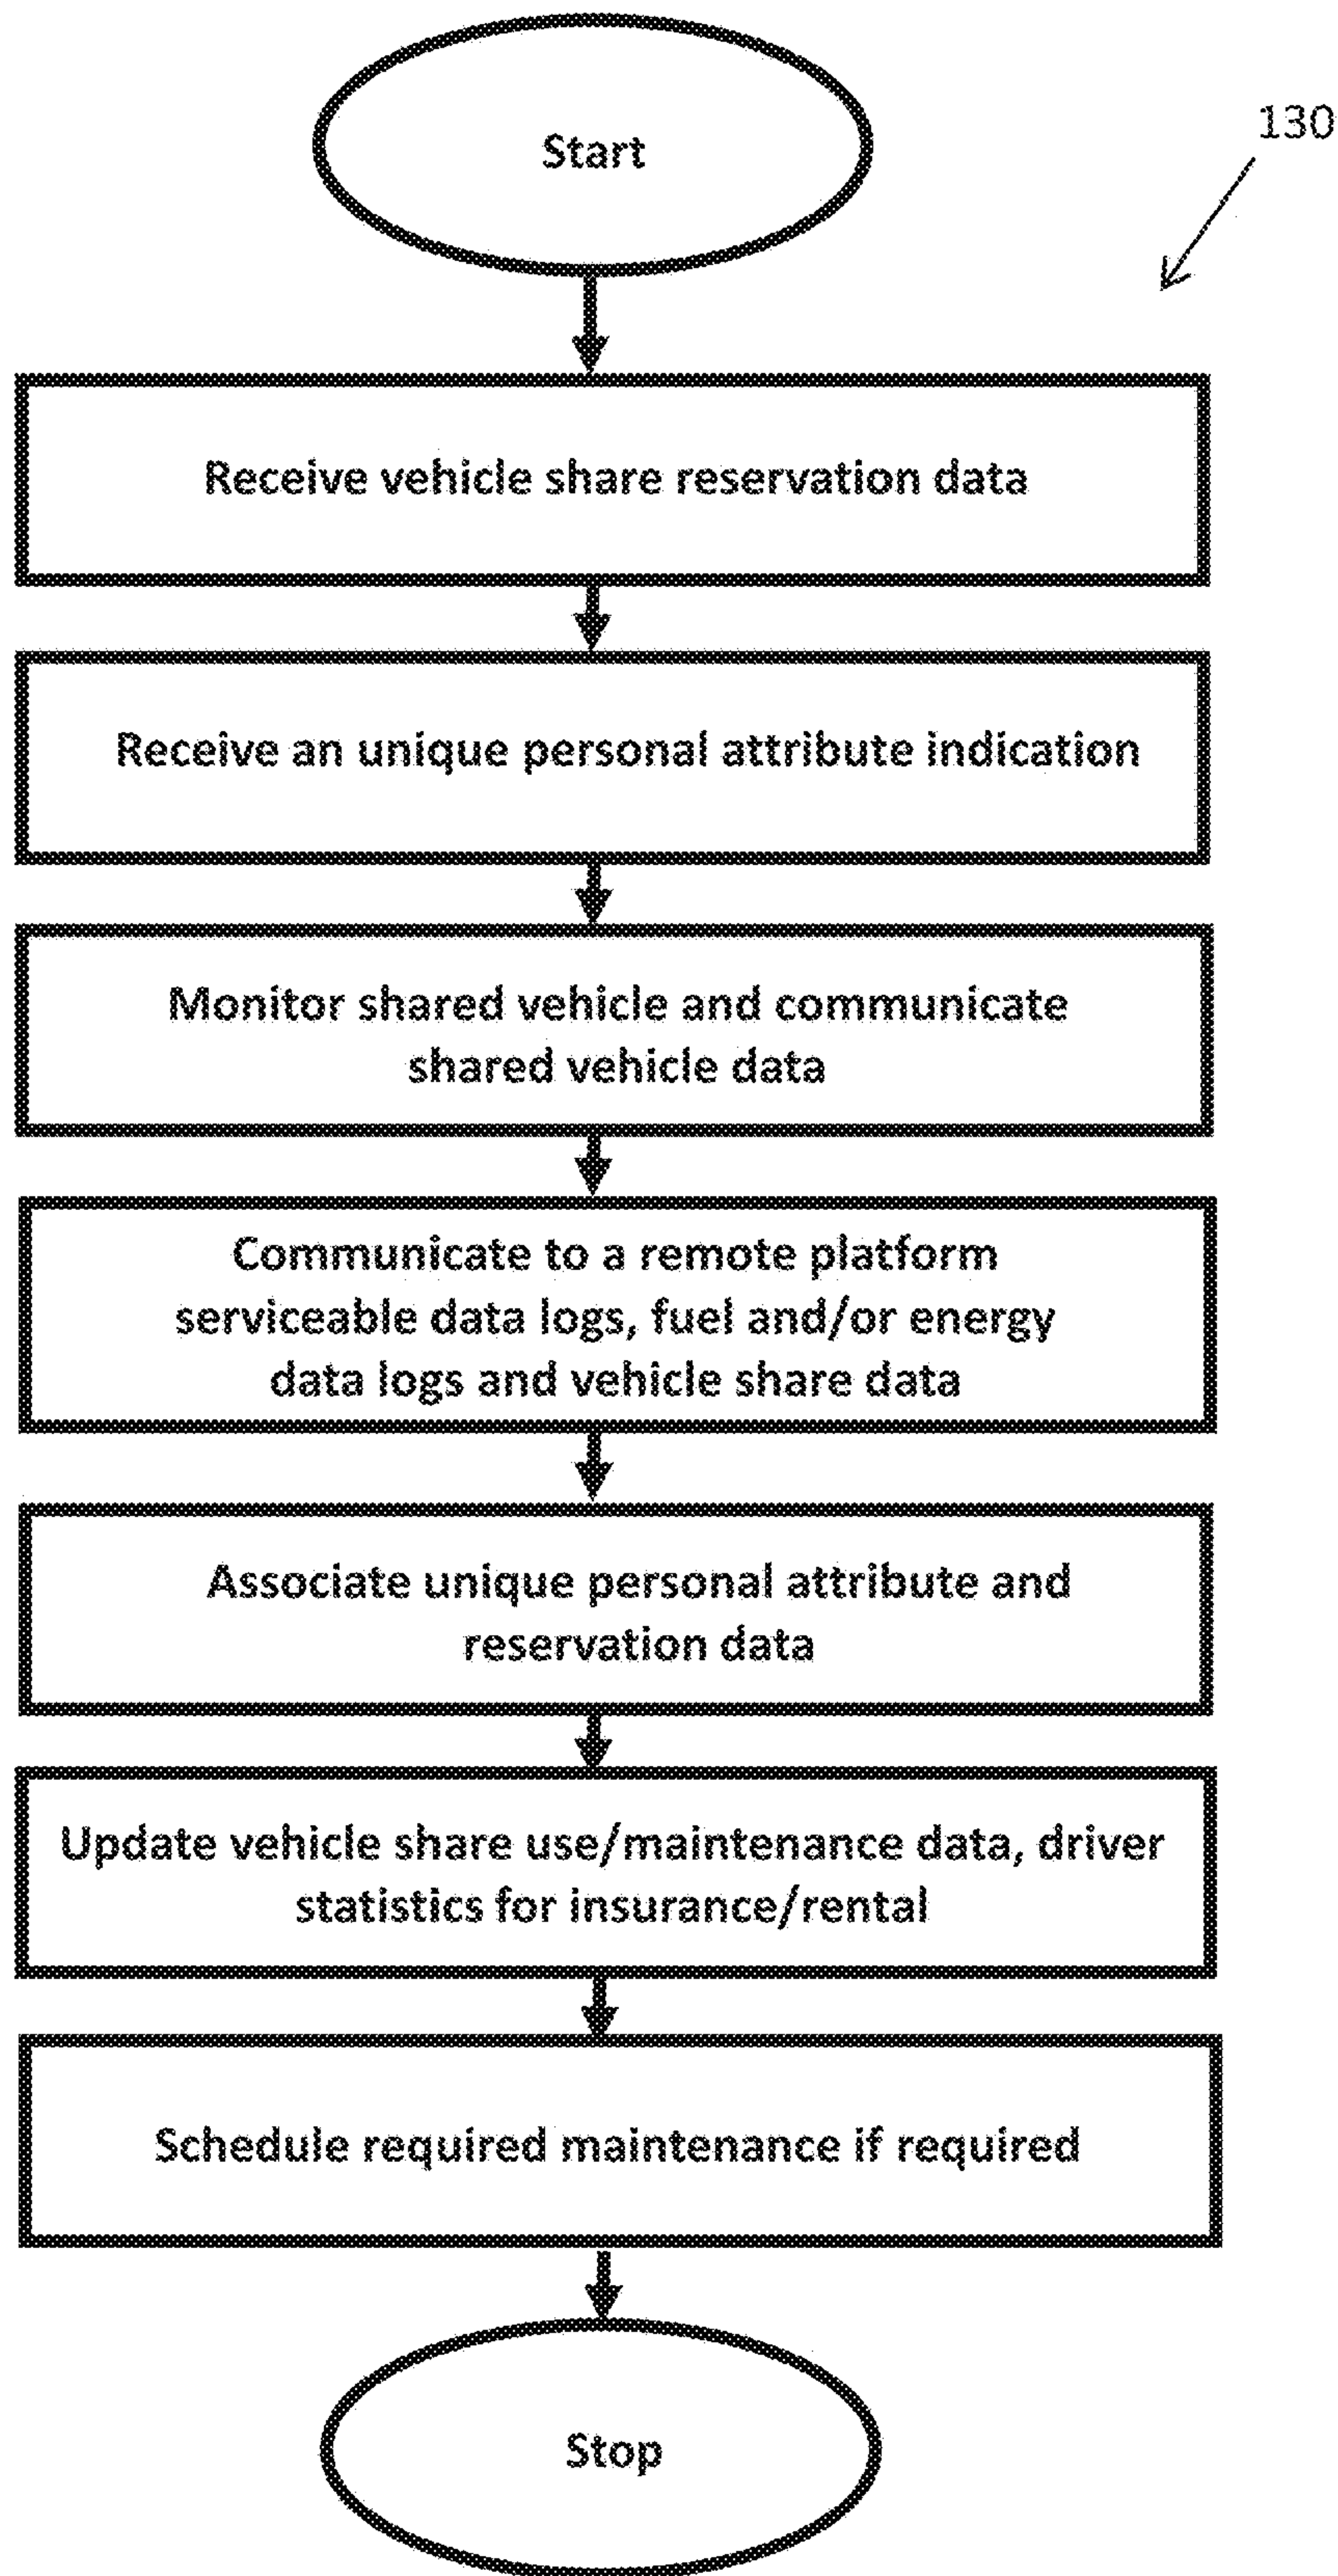 Start
130
Receive vehicle share reservation data
Receive an unique personal attribute indication
Monitor shared vehicle and communicate
shared vehicle data
Communicate to a remote platform
serviceable data logs, fuel and/or energy
data logs and vehicle share data
Associate unique personal attribute and
reservation data
Update vehicle share use/maintenance data, driver
statistics for insurance/rental
Schedule required maintenance if required
Stop